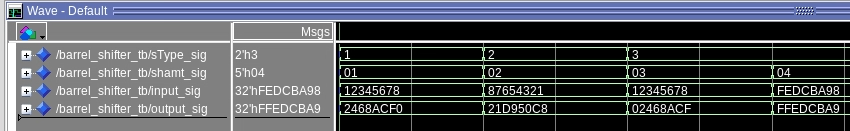 Wave - Default
Msgs
/barrel_shifter_tb/sType_sig 2'h3 1 2 3
/barrel_shifter_tb/shamt_sig 5'h04 01 02 03 04
/barrel_shifter_tb/input_sig 32'hFEDCBA98 12345678 87654321 12345678 FEDCBA98
/barrel_shifter_tb/output_sig 32'hFFEDCBA9 2468ACF0 21D950C8 02468ACF FFEDCBA9